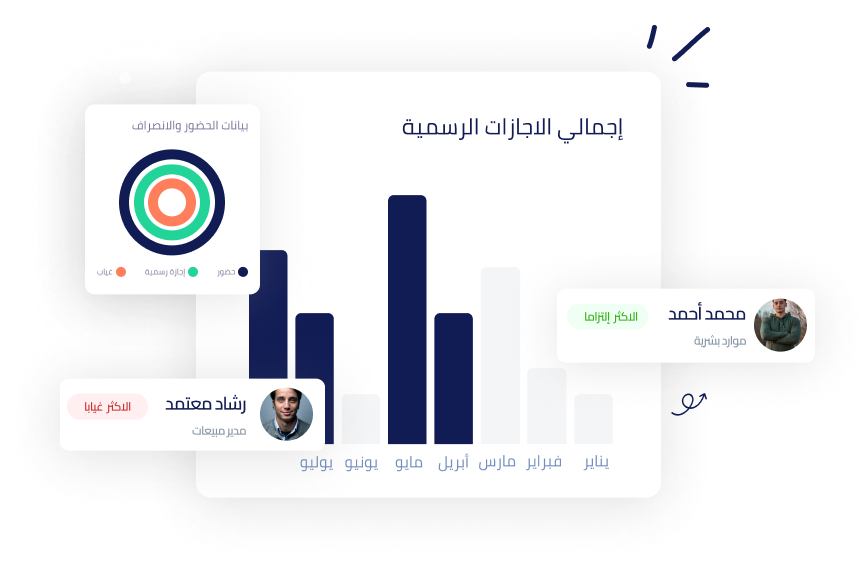 إجمالي الاجازات الرسمية
بيانات الحضور والانصراف
حضور
إجازة رسمية
غياب
محمد أحمد
الاكثر إلتزاما
موارد بشرية
رشاد معتمد
الاكثر غيابا
مدير مبيعات
يناير
فبراير
مارس
أبريل
مايو
يونيو
يوليو